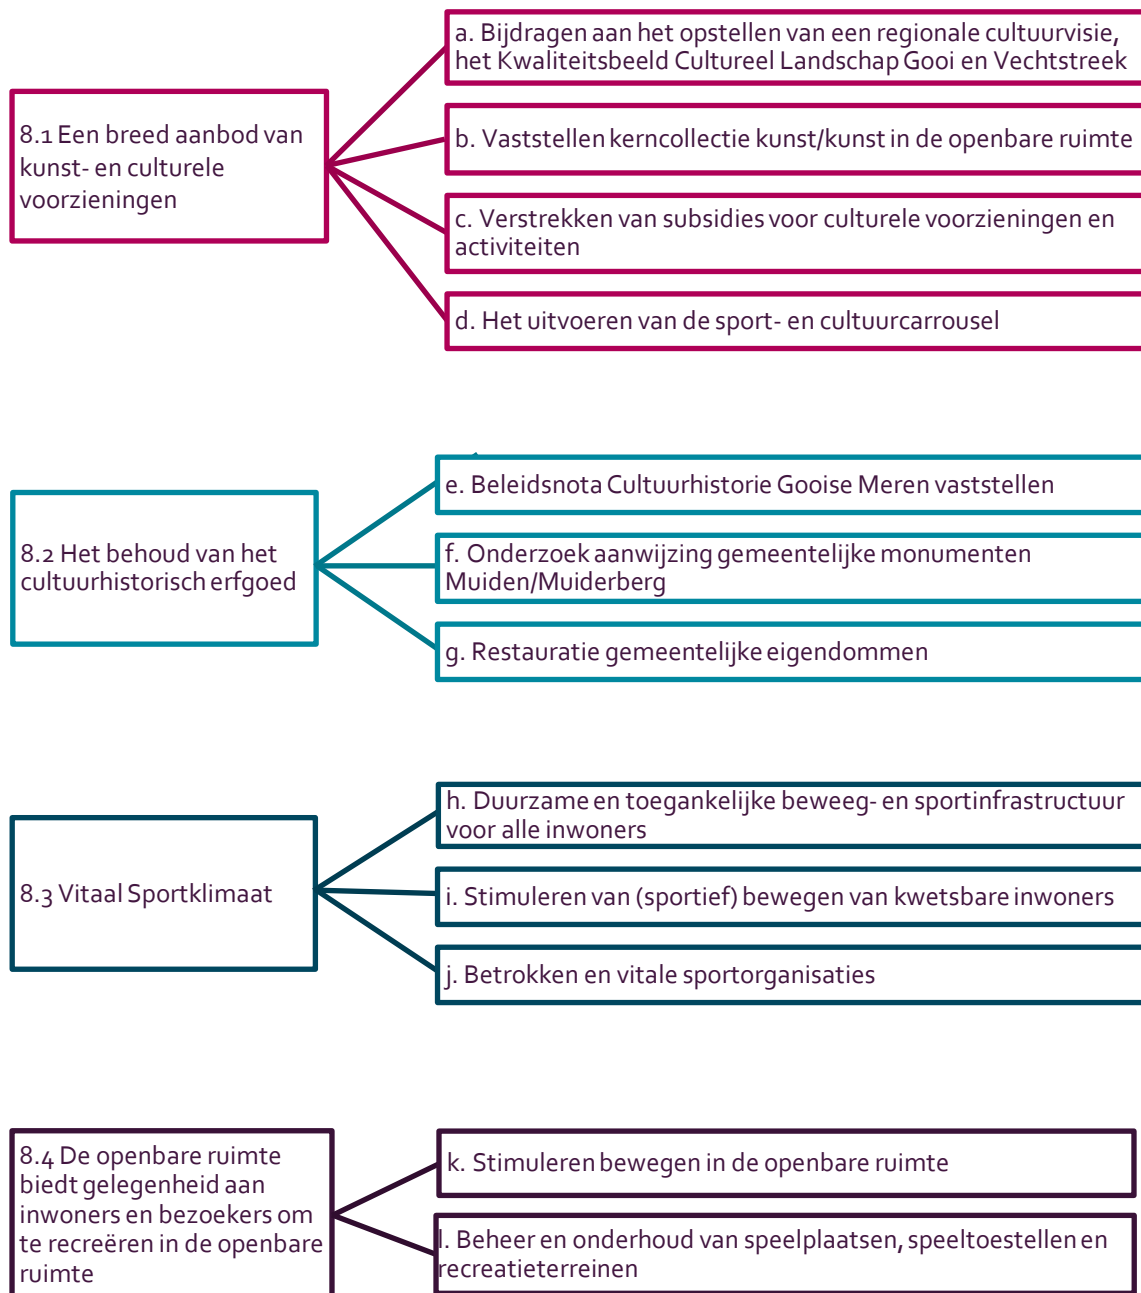 8.1 Een breed aanbod van
kunst- en culturele
voorzieningen
a. Bijdragen aan het opstellen van een regionale cultuurvisie,
het Kwaliteitsbeeld Cultureel Landschap Gooi en Vechtstreek
b. Vaststellen kerncollectie kunst/kunst in de openbare ruimte
c. Verstrekken van subsidies voor culturele voorzieningen en
activiteiten
d. Het uitvoeren van de sport- en cultuurcarrousel
8.2 Het behoud van het
cultuurhistorisch erfgoed
e. Beleidsnota Cultuurhistorie Gooise Meren vaststellen
f. Onderzoek aanwijzing gemeentelijke monumenten
Muiden/Muiderberg
g. Restauratie gemeentelijke eigendommen
8.3 Vitaal Sportklimaat
h. Duurzame en toegankelijke beweeg- en sportinfrastructuur
voor alle inwoners
i. Stimuleren van (sportief) bewegen van kwetsbare inwoners
j. Betrokken en vitale sportorganisaties
8.4 De openbare ruimte
biedt gelegenheid aan
inwoners en bezoekers om
te recreëren in de openbare
ruimte
k. Stimuleren bewegen in de openbare ruimte
l. Beheer en onderhoud van speelplaatsen, speeltoestellen en
recreatieterreinen